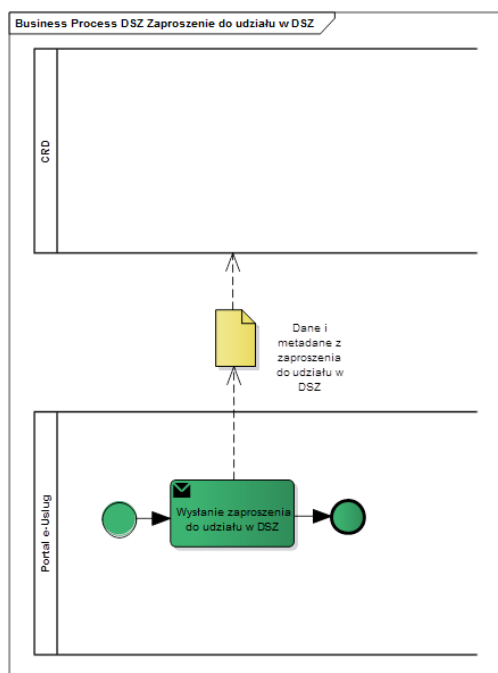 Business Process DSZ Zaproszenie do udziału w DSZ
CRD
Dane i
metadane z
zaproszenia
do udziału w
DSZ
Portal e-Usług
Wysłanie zaproszenia
do udziału w DSZ